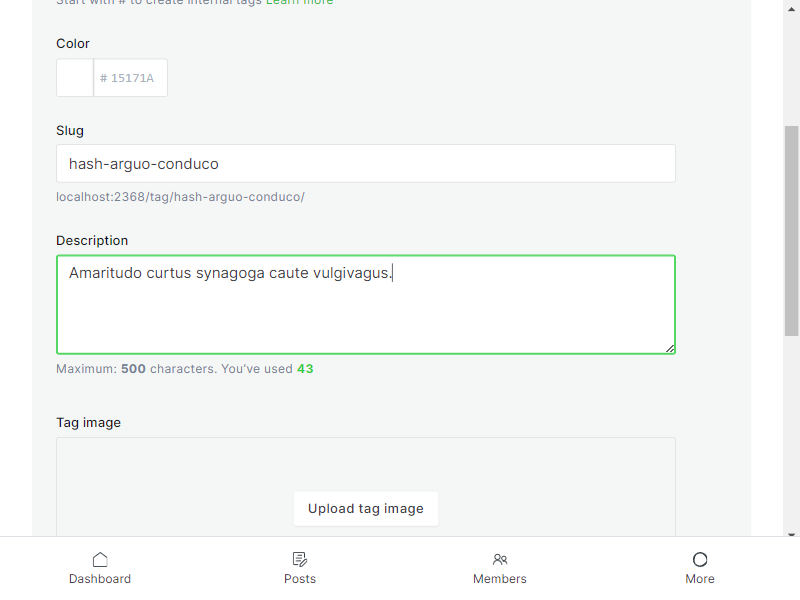 Start with # to create internal tags Learn more
Color
# 15171A
Slug
hash-arguo-conduco
localhost:2368/tag/hash-arguo-conduco/
Description
Amaritudo curtus synagoga caute vulgivagus.
Maximum: 500 characters. You've used 43
Tag image
Upload tag image
Dashboard
Posts
Members
More